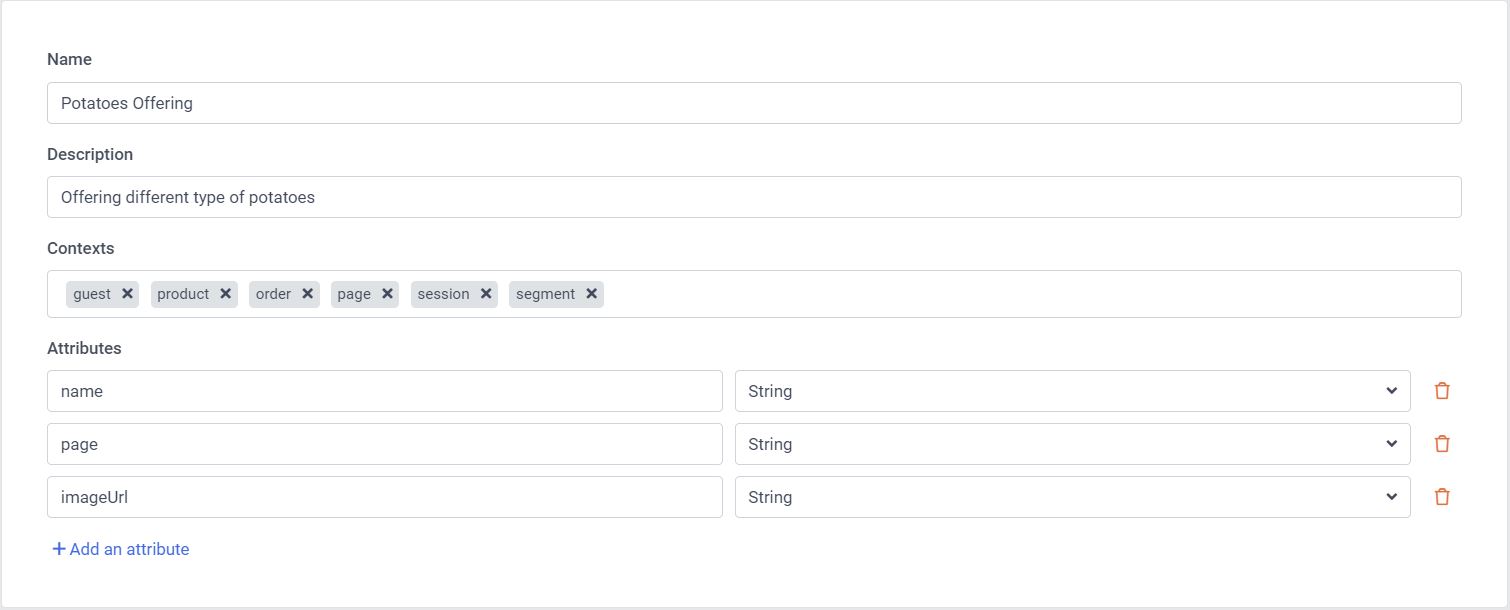 Name
Potatoes Offering
Description
Offering different type of potatoes
Contexts
guest product order page session segment
Attributes
name String
page String
imageUrl String
Add an attribute